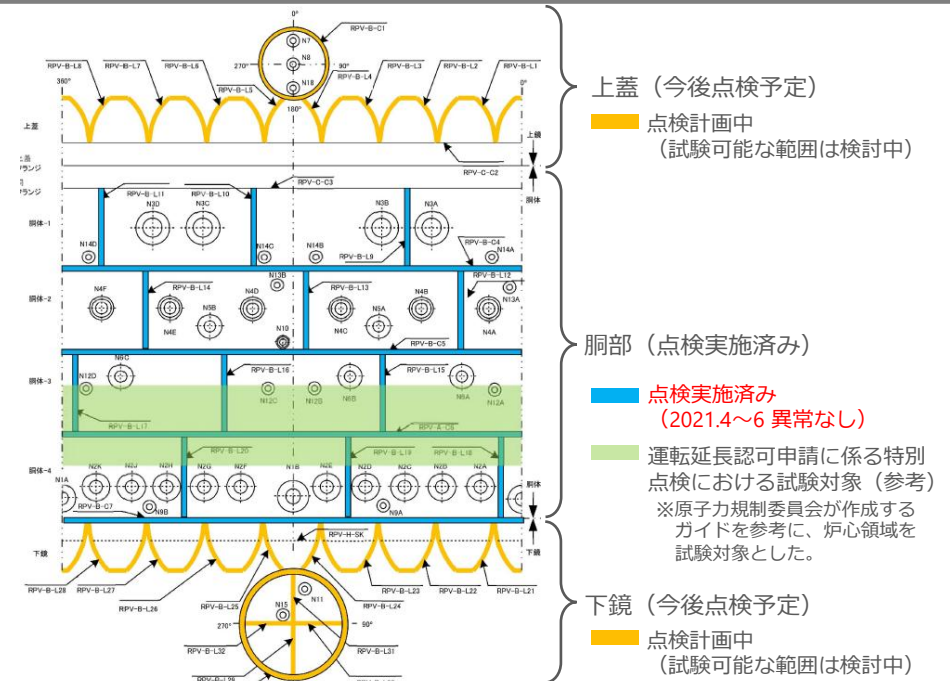 0°
RPV-B-C1
N7
N8
N18
270°
90°
180°
RPV-B-L8
RPV-B-L7
RPV-B-L6
RPV-B-L5
RPV-B-L4
RPV-B-L3
RPV-B-L2
RPV-B-L1
360°
0°
上蓋
上鏡
上蓋
フランジ
フランジ
RPV-C-C2
RPV-C-C3
胴体
胴体-1
RPV-B-L11
RPV-B-L10
N3D
N3C
N3B
N3A
N14D
N14C
N14B
N14A
RPV-B-L9
RPV-B-C4
胴体-2
RPV-B-L14
RPV-B-L13
RPV-B-L12
N13B
N13A
N4F
N4E
N5B
N4D
N10
N4C
N5A
N4B
N4A
RPV-B-C5
胴体-3
N6C
RPV-B-L16
RPV-B-L15
N12D
N12C
N12B
N6B
N6A
N12A
RPV-B-L17
RPV-A-C6
胴体-4
RPV-B-L20
RPV-B-L19
RPV-B-L18
N2K
N2J
N2H
N2G
N2F
N1B
N2E
N2D
N2C
N2B
N2A
N1A
N9B
N9A
RPV-B-C7
胴体
下鏡
下鏡
RPV-H-SK
RPV-B-L28
RPV-B-L27
RPV-B-L26
RPV-B-L25
RPV-B-L24
RPV-B-L23
RPV-B-L22
RPV-B-L21
N11
N15
270°
90°
RPV-B-L32
RPV-B-L31
上蓋（今後点検予定）
点検計画中
（試験可能な範囲は検討中）
胴部（点検実施済み）
点検実施済み
（2021.4～6 異常なし）
運転延長認可申請に係る特別
点検における試験対象（参考）
※原子力規制委員会が作成する
ガイドを参考に、炉心領域を
試験対象とした。
下鏡（今後点検予定）
点検計画中
（試験可能な範囲は検討中）